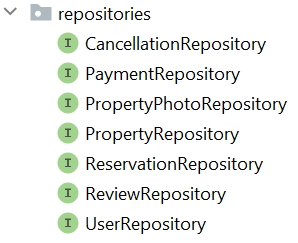 repositories
I CancellationRepository
I PaymentRepository
I PropertyPhotoRepository
I PropertyRepository
I ReservationRepository
I ReviewRepository
I UserRepository